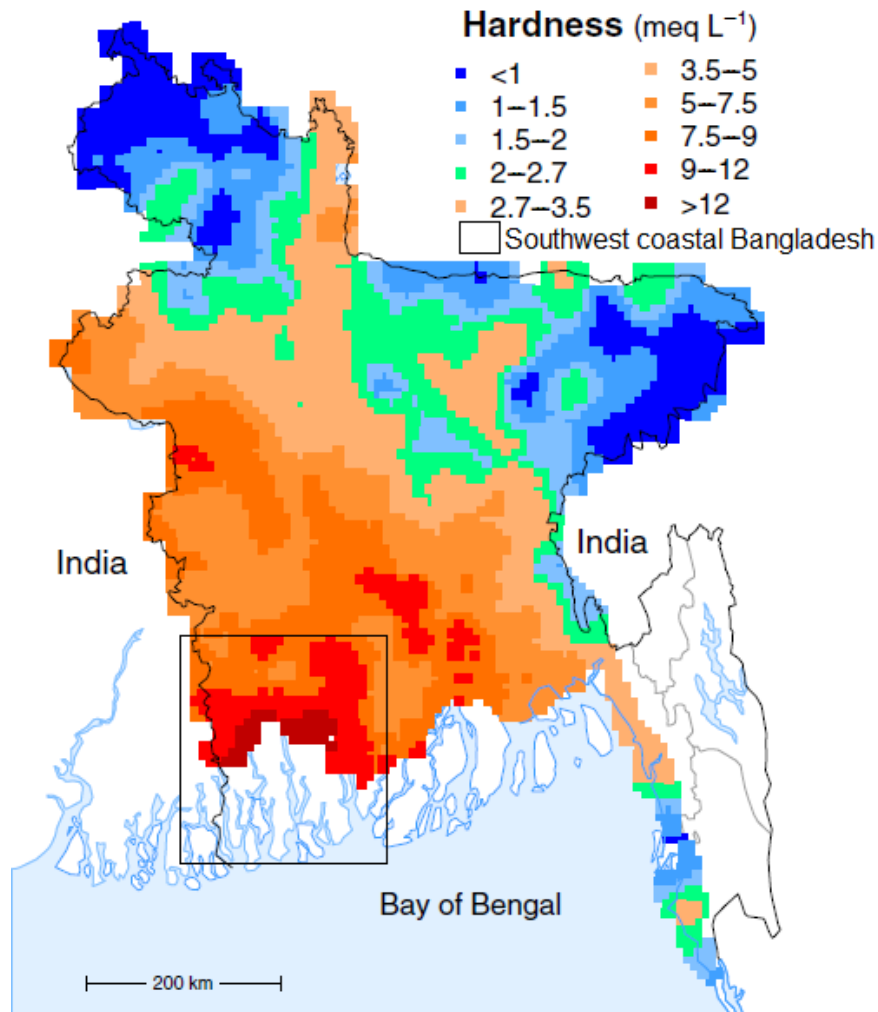 Hardness (meq L⁻¹)
<1
1–1.5
1.5–2
2–2.7
2.7–3.5
3.5–5
5–7.5
7.5–9
9–12
>12
Southwest coastal Bangladesh
India
India
Bay of Bengal
200 km